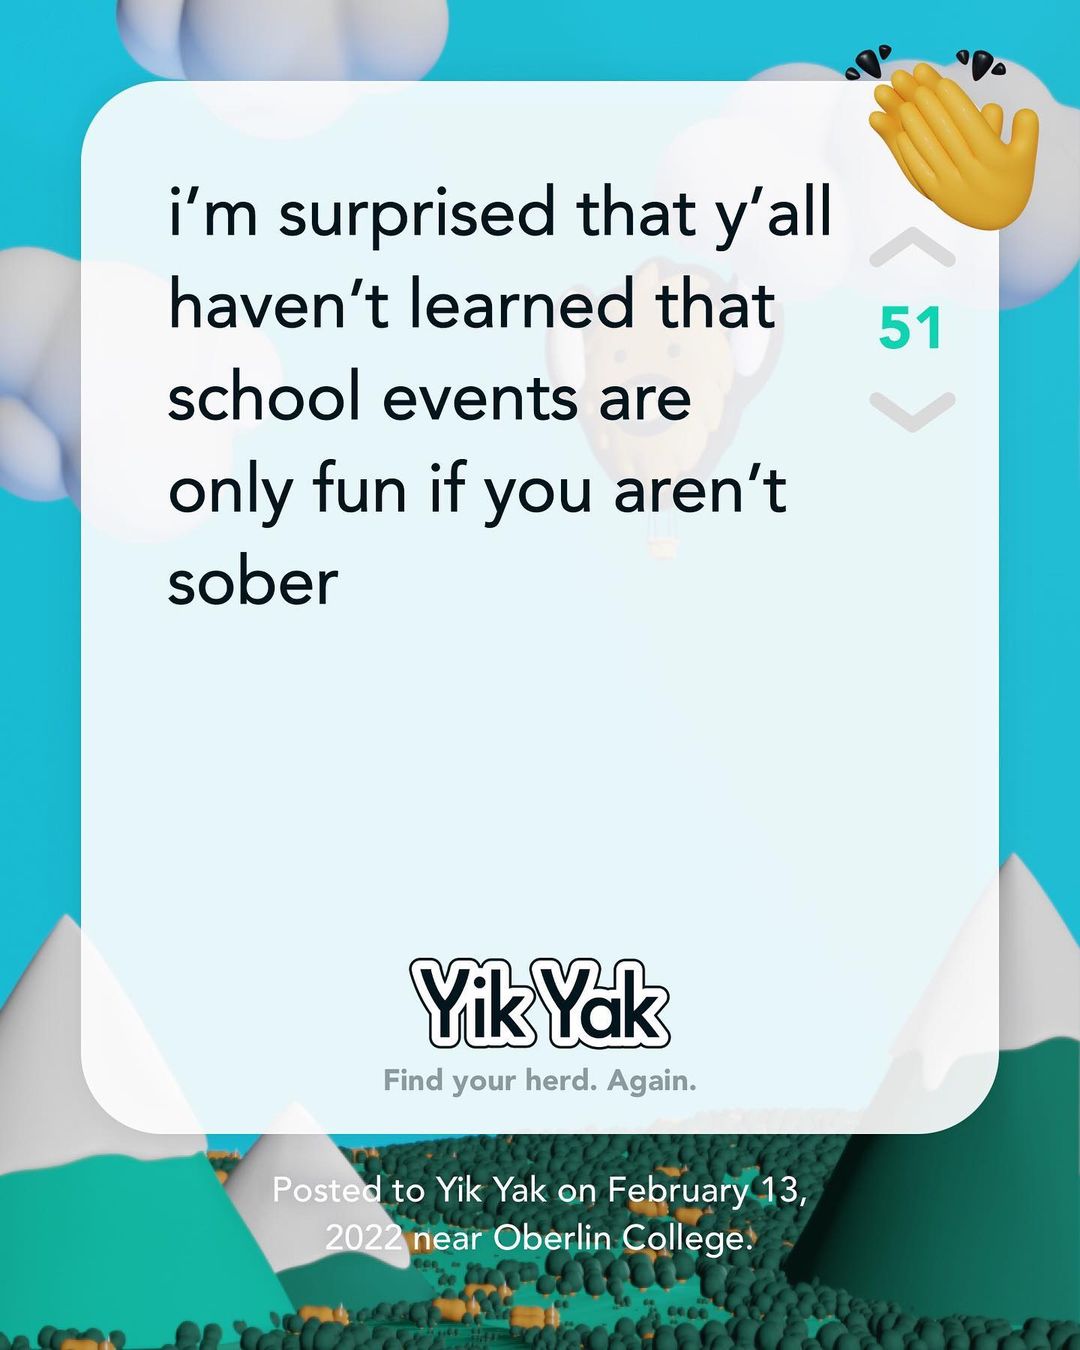 i’m surprised that y’all
haven’t learned that
school events are
only fun if you aren’t
sober
51
Yik Yak
Find your herd. Again.
Posted to Yik Yak on February 13,
2022 near Oberlin College.